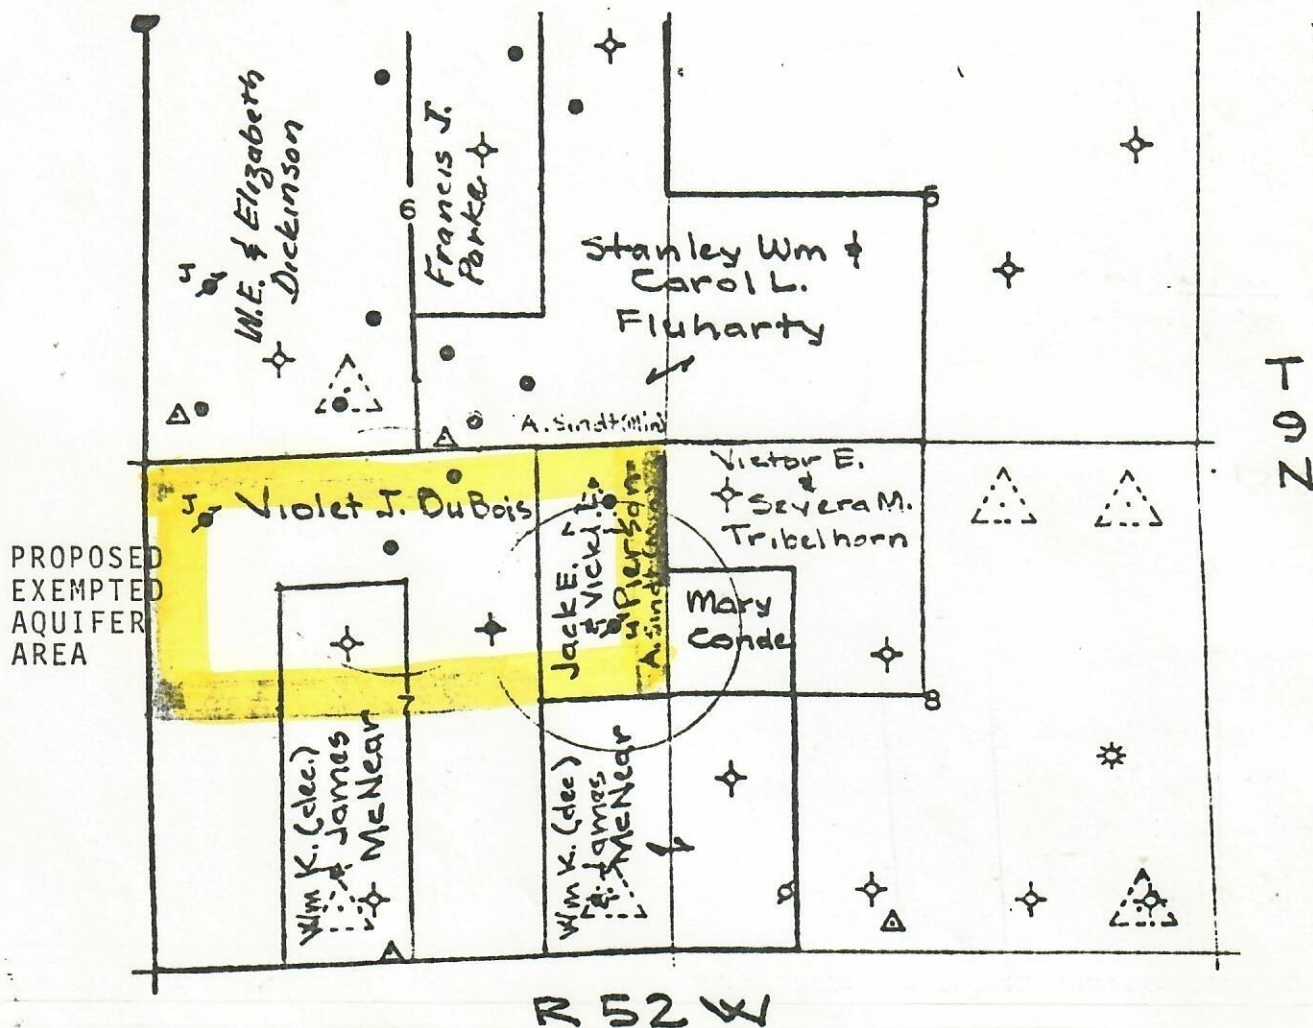 W.E. & Elizabeth
Dickinson
6
Francis J.
Parke
5
Stanley Wm &
Carol L.
Fluharty
T 9 N
A. Sindt (Min)
Violet J. DuBois
Jack E.
& Vicki L.
Pierson
A. Sindt (Min)
Victor E.
&
Severa M.
Tribelhorn
Mary
Conde
PROPOSED
EXEMPTED
AQUIFER
AREA
7
8
Wm K. (dec.)
& James
McNear
Wm K. (dec)
& James
McNear
R 52 W